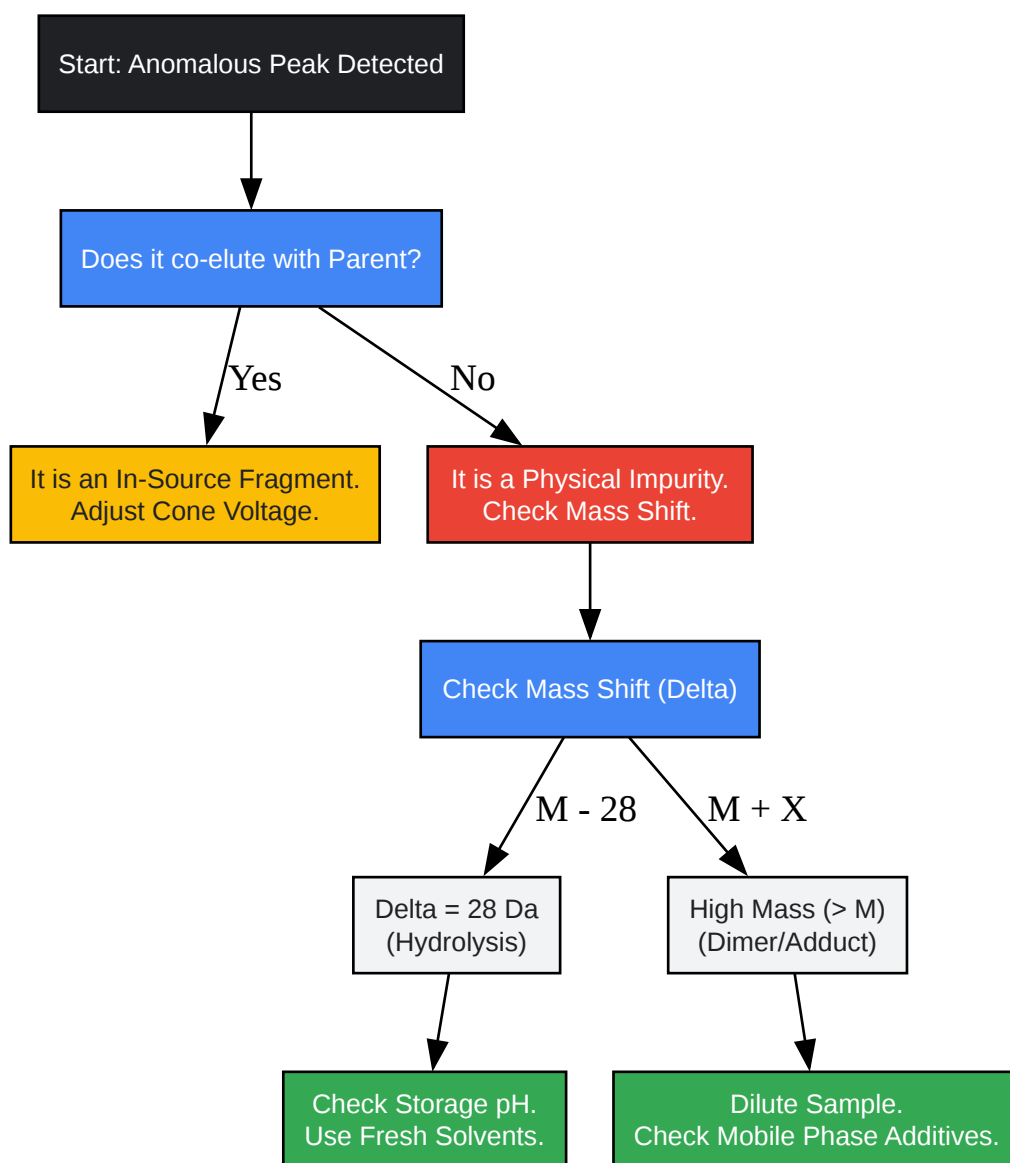 Start: Anomalous Peak Detected
Does it co-elute with Parent?
Yes
No
It is an In-Source Fragment.
Adjust Cone Voltage.
It is a Physical Impurity.
Check Mass Shift.
Check Mass Shift (Delta)
M - 28
M + X
Delta = 28 Da
(Hydrolysis)
High Mass (> M)
(Dimer/Adduct)
Check Storage pH.
Use Fresh Solvents.
Dilute Sample.
Check Mobile Phase Additives.